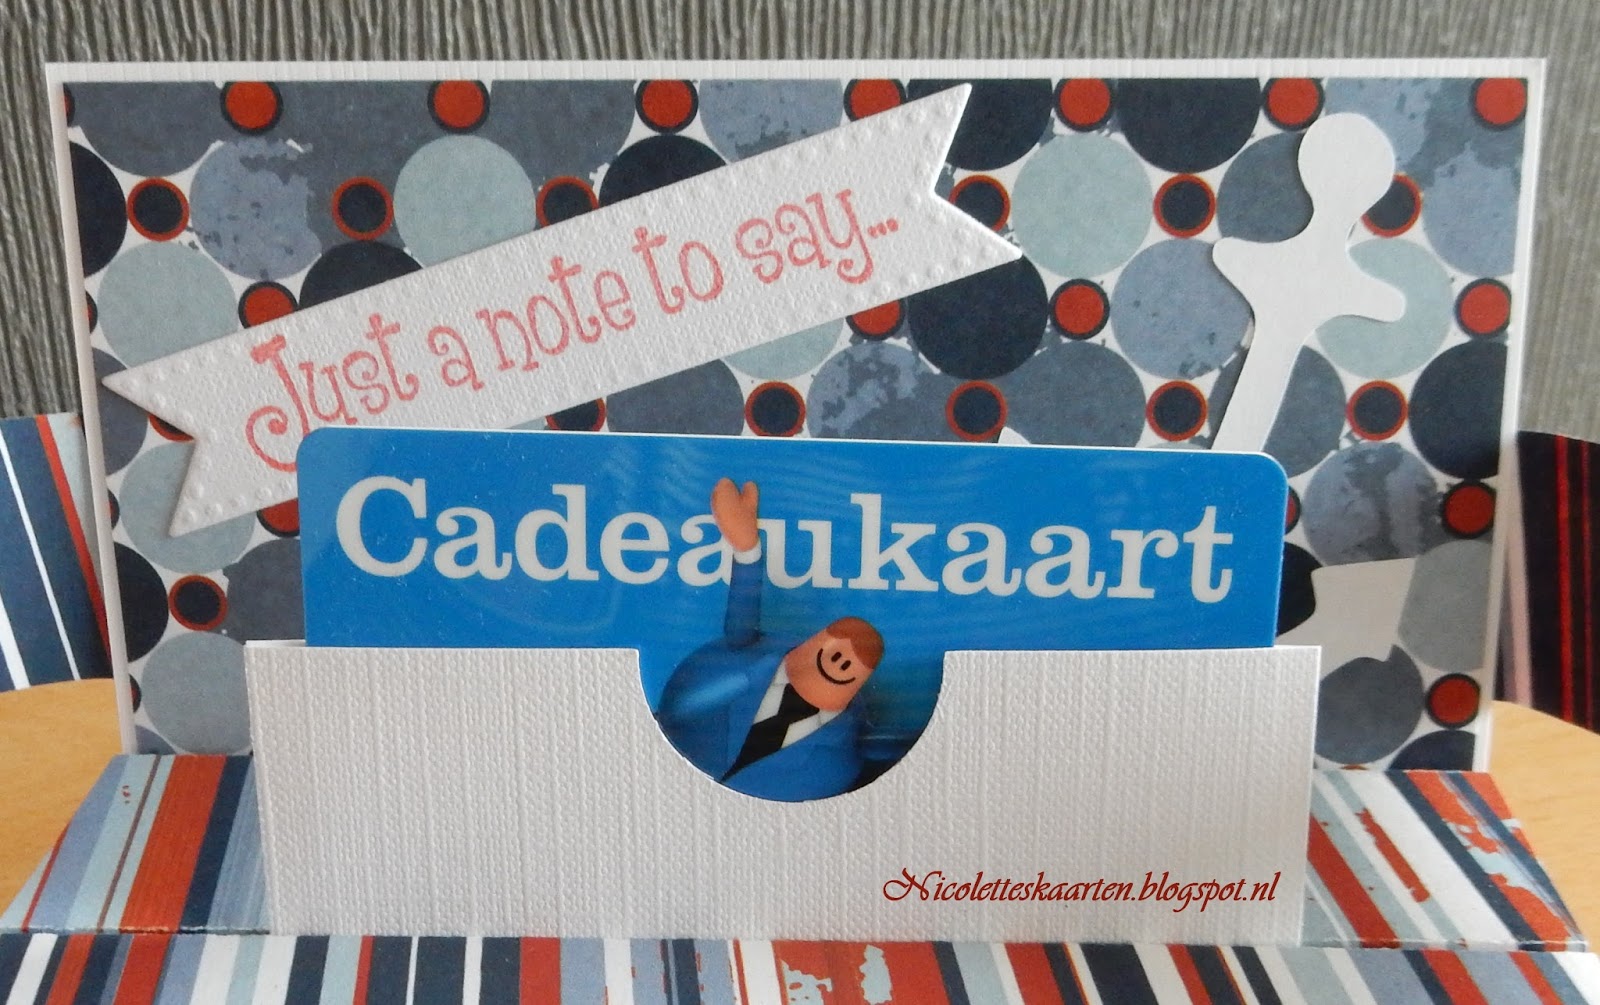 Just a note to say...
Cadeaukaart
Nicoletteskaarten.blogspot.nl